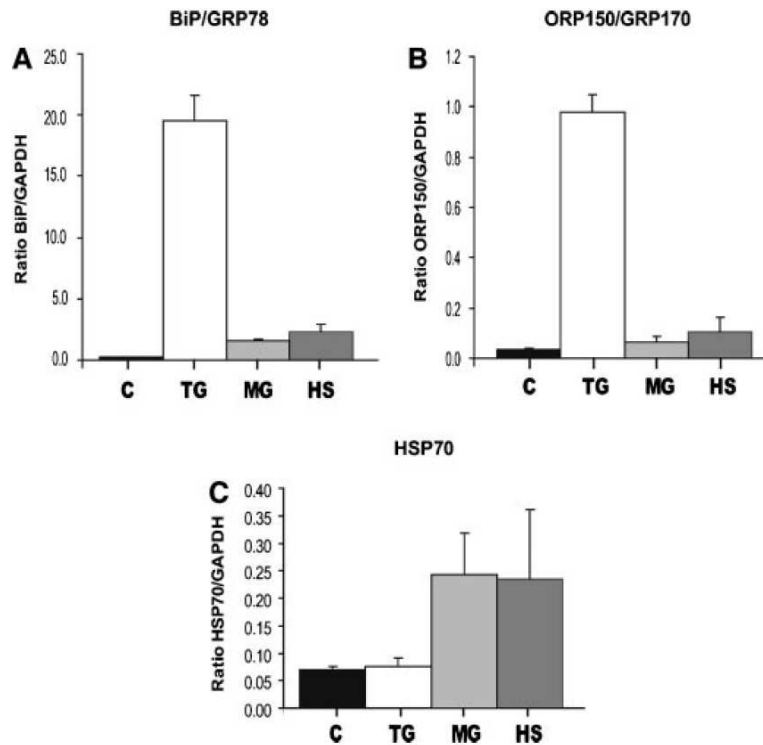 BiP/GRP78
A
Ratio BiP/GAPDH
25.0
20.0
15.0
10.0
5.0
0.0
C TG MG HS
ORP150/GRP170
B
Ratio ORP150/GAPDH
1.2
1.0
0.8
0.6
0.4
0.2
0.0
C TG MG HS
HSP70
C
Ratio HSP70/GAPDH
0.40
0.35
0.30
0.25
0.20
0.15
0.10
0.05
0.00
C TG MG HS